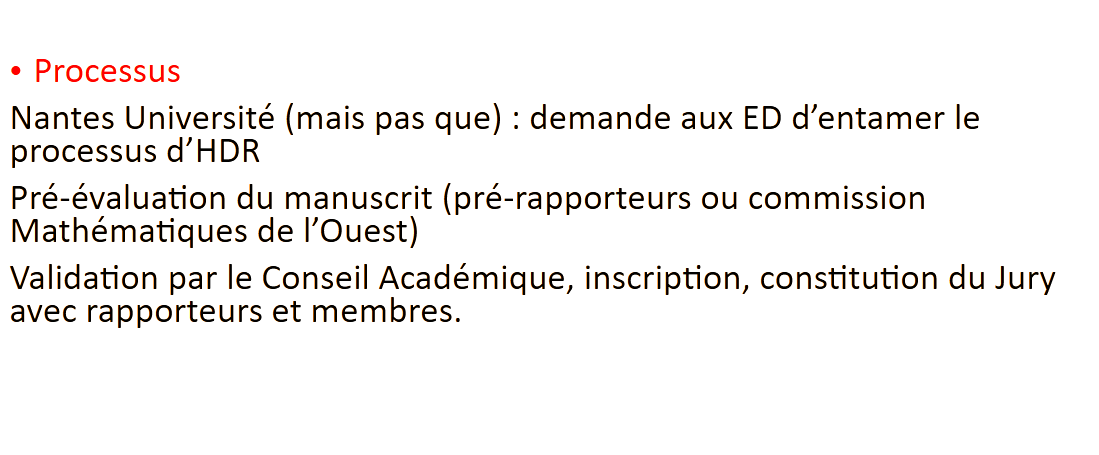 • Processus
Nantes Université (mais pas que) : demande aux ED d’entamer le
processus d’HDR
Pré-évaluation du manuscrit (pré-rapporteurs ou commission
Mathématiques de l’Ouest)
Validation par le Conseil Académique, inscription, constitution du Jury
avec rapporteurs et membres.